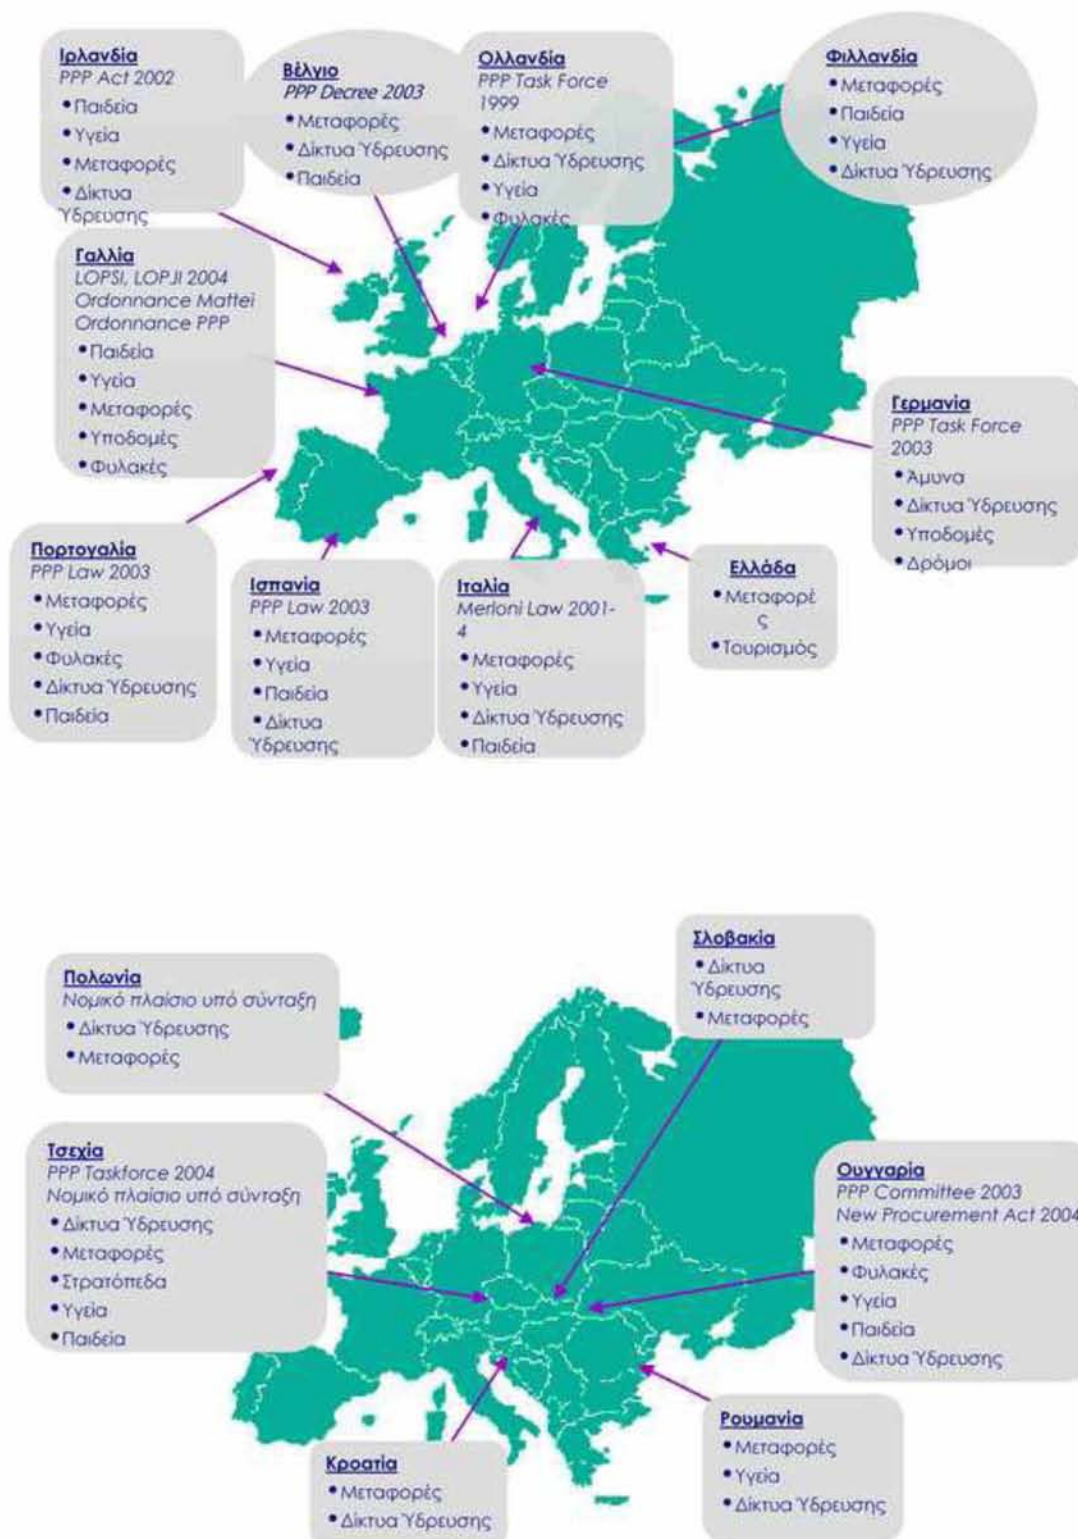 Ιρλανδία
PPP Act 2002
• Παιδεία
• Υγεία
• Μεταφορές
• Δίκτυα
Ύδρευσης
Βέλγιο
PPP Decree 2003
• Μεταφορές
• Δίκτυα Ύδρευσης
• Παιδεία
Ολλανδία
PPP Task Force
1999
• Μεταφορές
• Δίκτυα Ύδρευσης
• Υγεία
• Φυλακές
Φιλλανδία
• Μεταφορές
• Παιδεία
• Υγεία
• Δίκτυα Ύδρευσης
Γαλλία
LOPSI, LOPJI 2004
Ordonnance Mattei
Ordonnance PPP
• Παιδεία
• Υγεία
• Μεταφορές
• Υποδομές
• Φυλακές
Γερμανία
PPP Task Force
2003
• Άμυνα
• Δίκτυα Ύδρευσης
• Υποδομές
• Δρόμοι
Πορτογαλία
PPP Law 2003
• Μεταφορές
• Υγεία
• Φυλακές
• Δίκτυα Ύδρευσης
• Παιδεία
Ισπανία
PPP Law 2003
• Μεταφορές
• Υγεία
• Παιδεία
• Δίκτυα
Ύδρευσης
Ιταλία
Merloni Law 2001-
4
• Μεταφορές
• Υγεία
• Δίκτυα Ύδρευσης
• Παιδεία
Ελλάδα
• Μεταφορέ
ς
• Τουρισμός
Πολωνία
Νομικό πλαίσιο υπό σύνταξη
• Δίκτυα Ύδρευσης
• Μεταφορές
Σλοβακία
• Δίκτυα
Ύδρευσης
• Μεταφορές
Τσεχία
PPP Taskforce 2004
Νομικό πλαίσιο υπό σύνταξη
• Δίκτυα Ύδρευσης
• Μεταφορές
• Στρατόπεδα
• Υγεία
• Παιδεία
Ουγγαρία
PPP Committee 2003
New Procurement Act 2004
• Μεταφορές
• Φυλακές
• Υγεία
• Παιδεία
• Δίκτυα Ύδρευσης
Κροατία
• Μεταφορές
• Δίκτυα Ύδρευσης
Ρουμανία
• Μεταφορές
• Υγεία
• Δίκτυα Ύδρευσης